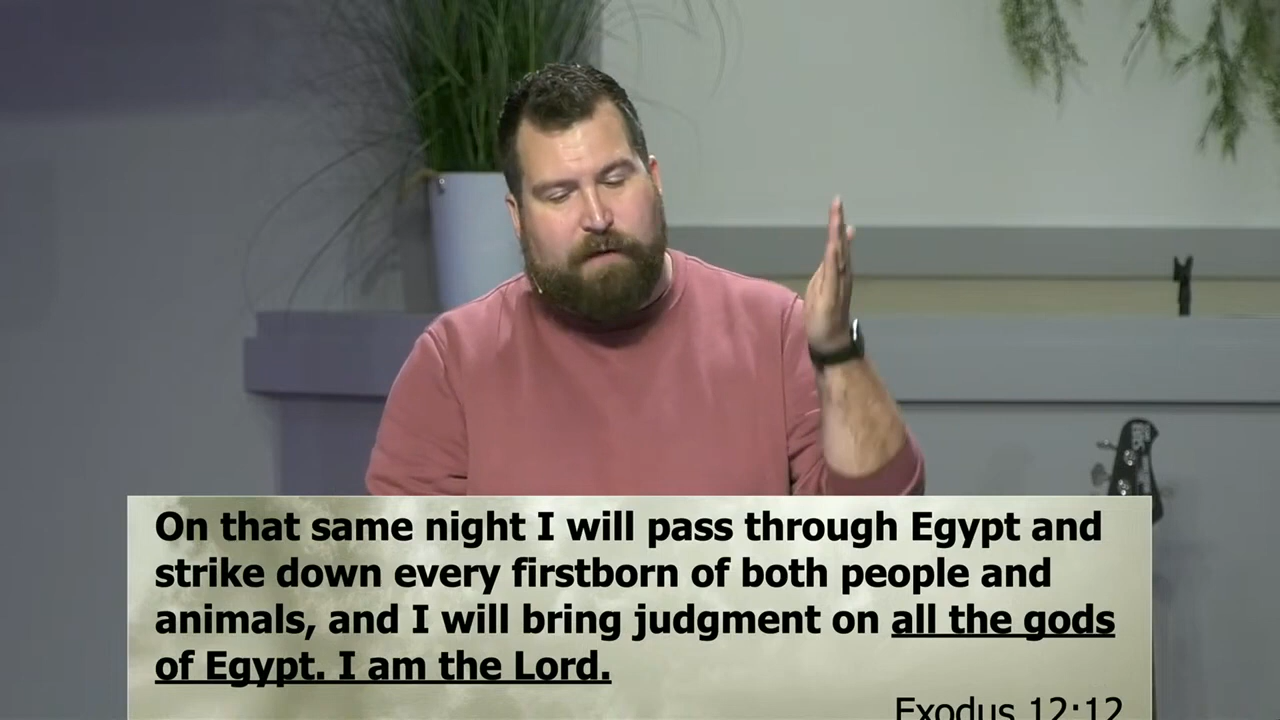 On that same night I will pass through Egypt and
strike down every firstborn of both people and
animals, and I will bring judgment on all the gods
of Egypt. I am the Lord.
Exodus 12:12